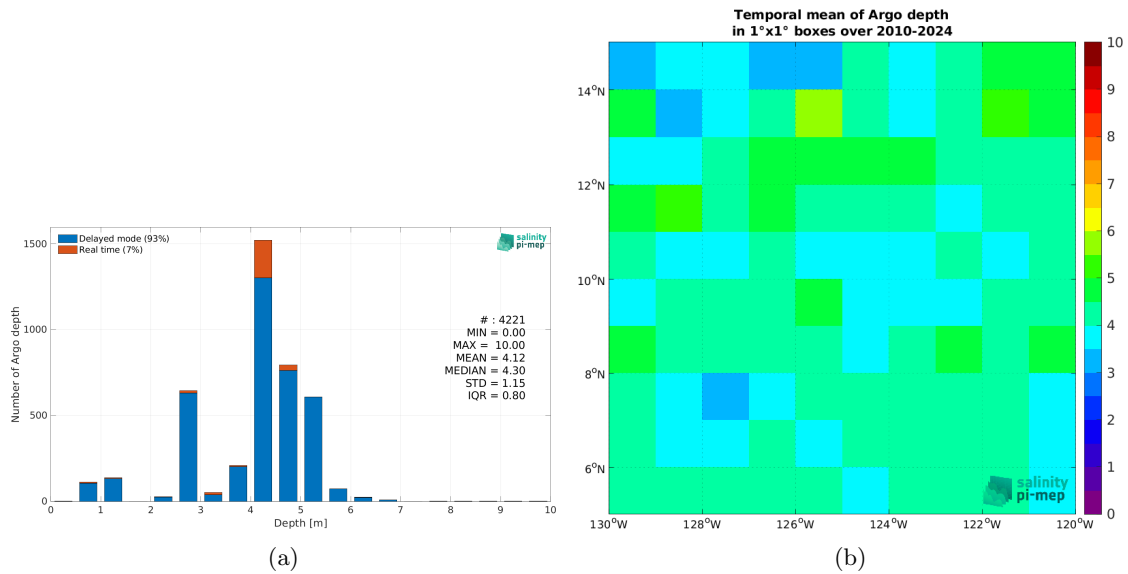 Delayed mode (93%)
Real time (7%)
salinity
pi-mep
# : 4221
MIN = 0.00
MAX = 10.00
MEAN = 4.12
MEDIAN = 4.30
STD = 1.15
IQR = 0.80
Number of Argo depth
1500
1000
500
0
0 1 2 3 4 5 6 7 8 9 10
Depth [m]
(a)
Temporal mean of Argo depth
in 1°x1° boxes over 2010-2024
14°N
12°N
10°N
8°N
6°N
130°W 128°W 126°W 124°W 122°W 120°W
salinity
pi-mep
10
9
8
7
6
5
4
3
2
1
0
(b)